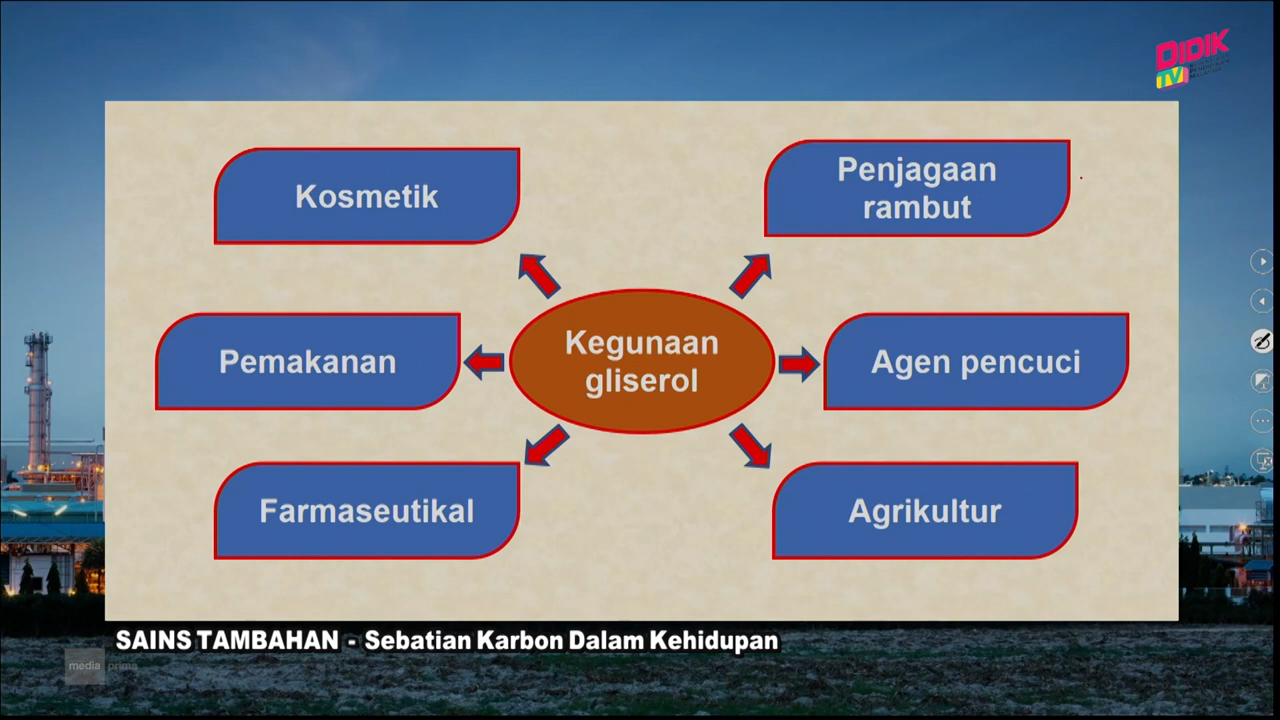 DIDIK
TV
Kosmetik
Penjagaan
rambut
Pemakanan
Kegunaan
gliserol
Agen pencuci
Farmaseutikal
Agrikultur
SAINS TAMBAHAN - Sebatian Karbon Dalam Kehidupan
media prima